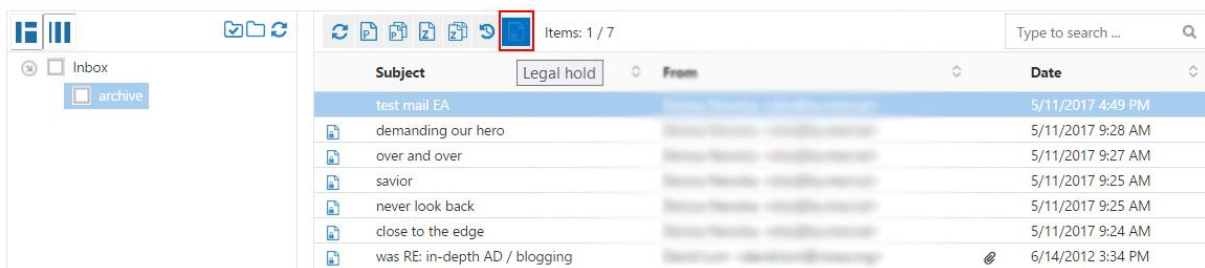 Items: 1 / 7
Type to search ...
Inbox
archive
Subject
Legal hold
From
Date
test mail EA 5/11/2017 4:49 PM
demanding our hero 5/11/2017 9:28 AM
over and over 5/11/2017 9:27 AM
savior 5/11/2017 9:25 AM
never look back 5/11/2017 9:25 AM
close to the edge 5/11/2017 9:24 AM
was RE: in-depth AD / blogging 6/14/2012 3:34 PM